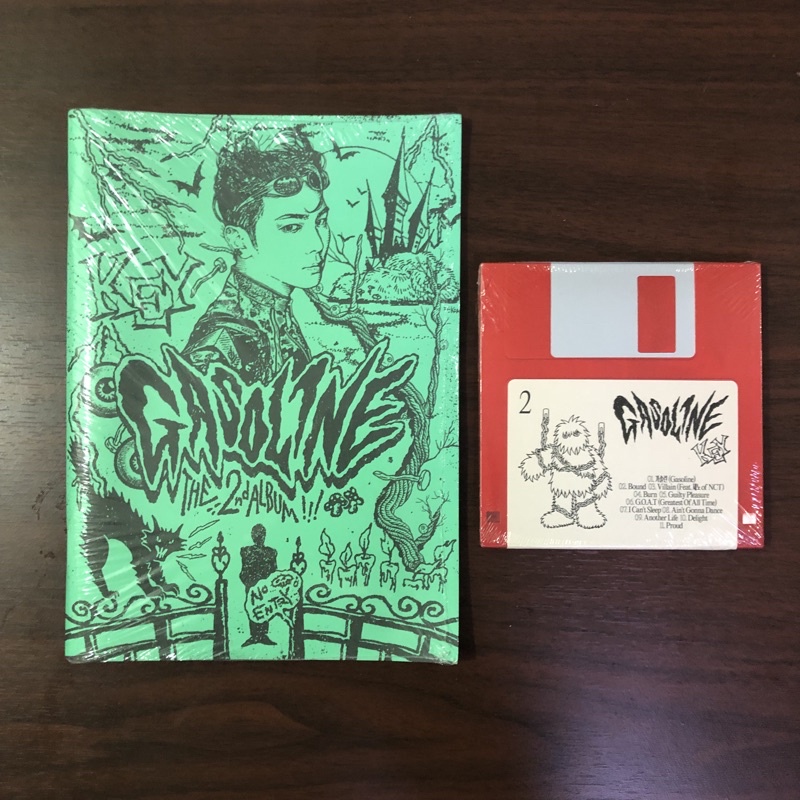 KEY
GASOLINE
THE 2nd ALBUM!!!
NO
ENTRY
2
GASOLINE
KEY
01. 가솔린 (Gasoline)
02. Bound 03. Villain (Feat. 제노 of NCT)
04. Burn 05. Guilty Pleasure
06. G.O.A.T (Greatest Of All Time)
07. I Can't Sleep 08. Ain't Gonna Dance
09. Another Life 10. Delight
11. Proud